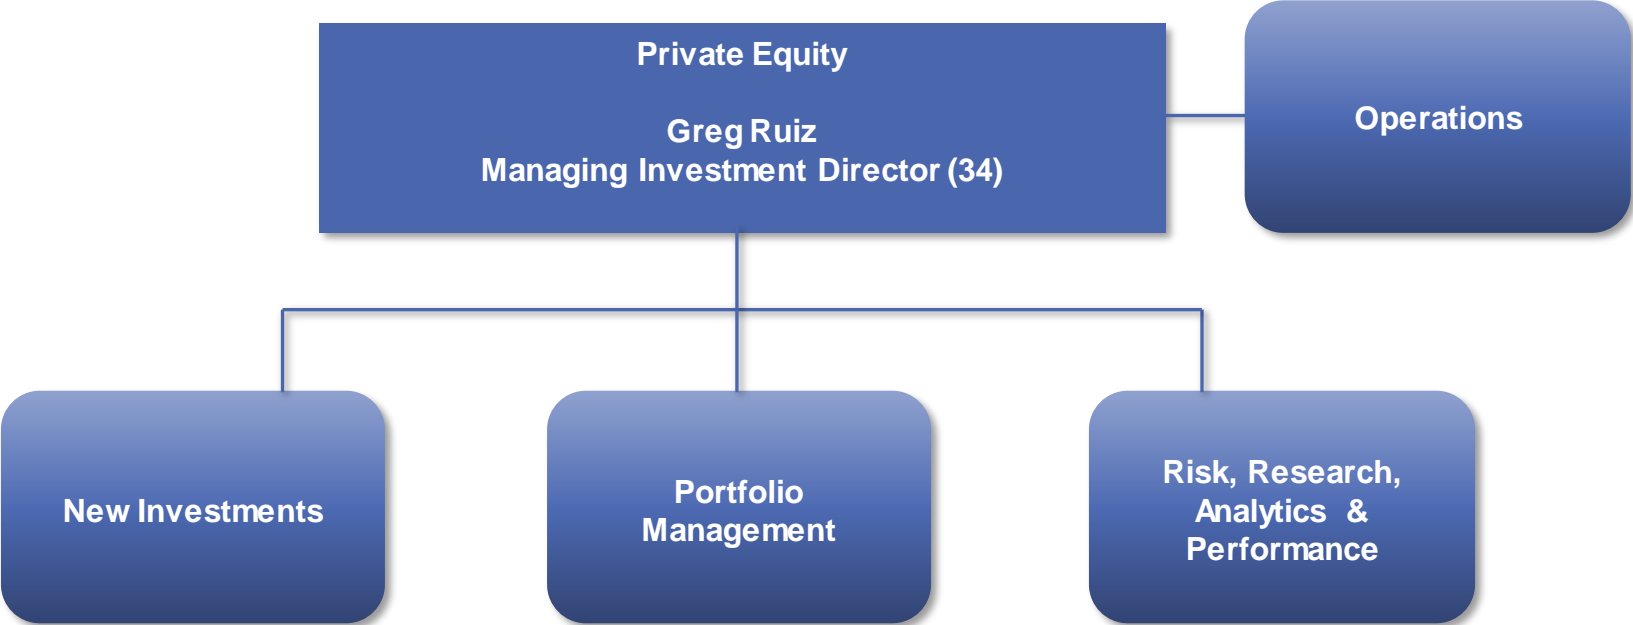 Private Equity
Greg Ruiz
Managing Investment Director (34)
Operations
New Investments
Portfolio
Management
Risk, Research,
Analytics &
Performance